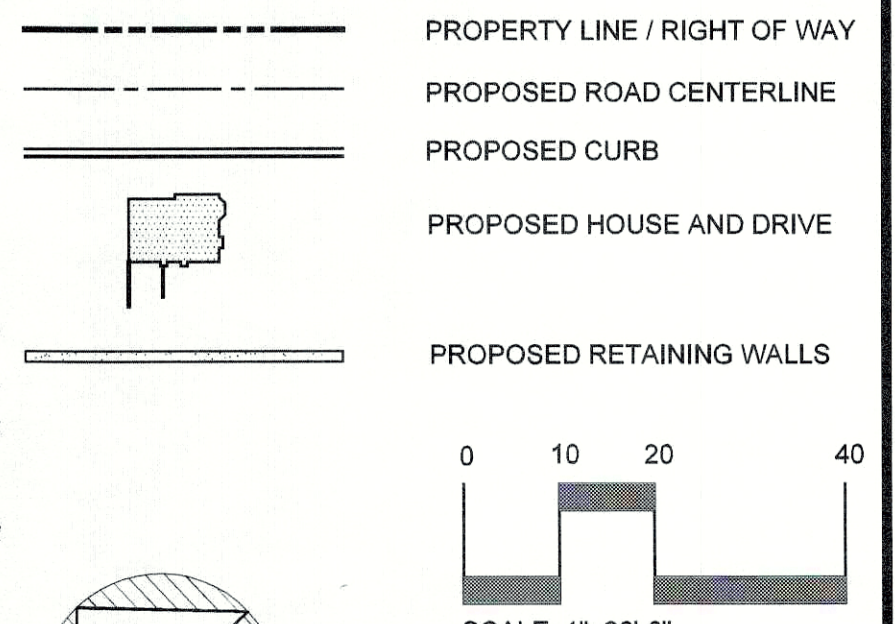 PROPERTY LINE / RIGHT OF WAY
PROPOSED ROAD CENTERLINE
PROPOSED CURB
PROPOSED HOUSE AND DRIVE
PROPOSED RETAINING WALLS
0 10 20 40